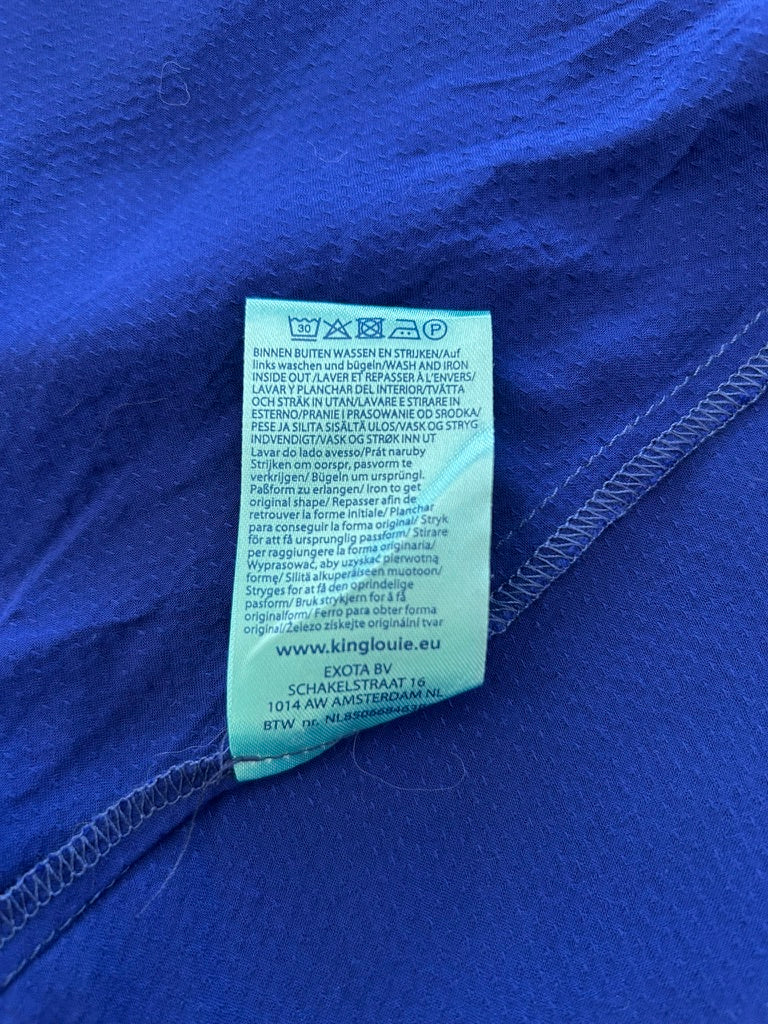 30 P
BINNEN BUITEN WASSEN EN STRIJKEN/Auf
links waschen und bügeln/WASH AND IRON
INSIDE OUT /LAVER ET REPASSER À L'ENVERS/
LAVAR Y PLANCHAR DEL INTERIOR/TVÄTTA
OCH STRÄK IN UTAN/LAVARE E STIRARE IN
ESTERNO/PRANIE I PRASOWANIE OD SRODKA/
PESE JA SILITA SISÄLTÄ ULOS/VASK OG STRYG
INDVENDIGT/VASK OG STRØK INN UT
Lavar do lado avesso/Prát naruby
Strijken om oorspr, pasvorm te
verkrijgen/ Bügeln um ursprüngl.
Paßform zu erlangen/ Iron to get
original shape/ Repasser afin de
retrouver la forme initiale/ Planchar
para conseguir la forma original/ Stryk
för att få ursprunglig passform/ Stirare
per raggiungere la forma originaria/
Wyprasować, aby uzyskać pierwotną
formę/ Silitä alkuperäiseen muotoon/
Stryges for at få den oprindelige
pasform/ Bruk strykjern for å få
originalform/ Ferro para obter forma
original/Železo získejte originální tvar
www.kinglouie.eu
EXOTA BV
SCHAKELSTRAAT 16
1014 AW AMSTERDAM NL
BTW nr.